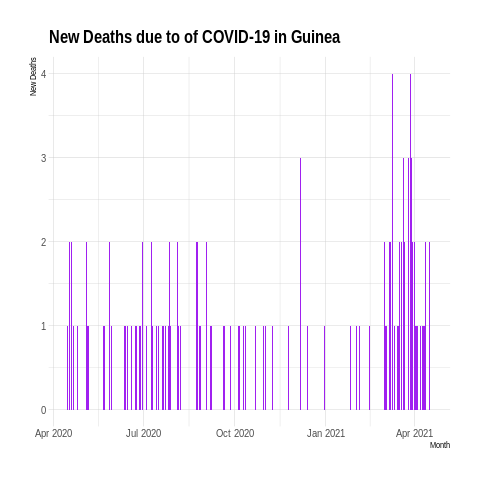 New Deaths due to of COVID-19 in Guinea
New Deaths
4
3
2
1
0
Apr 2020 Jul 2020 Oct 2020 Jan 2021 Apr 2021
Month